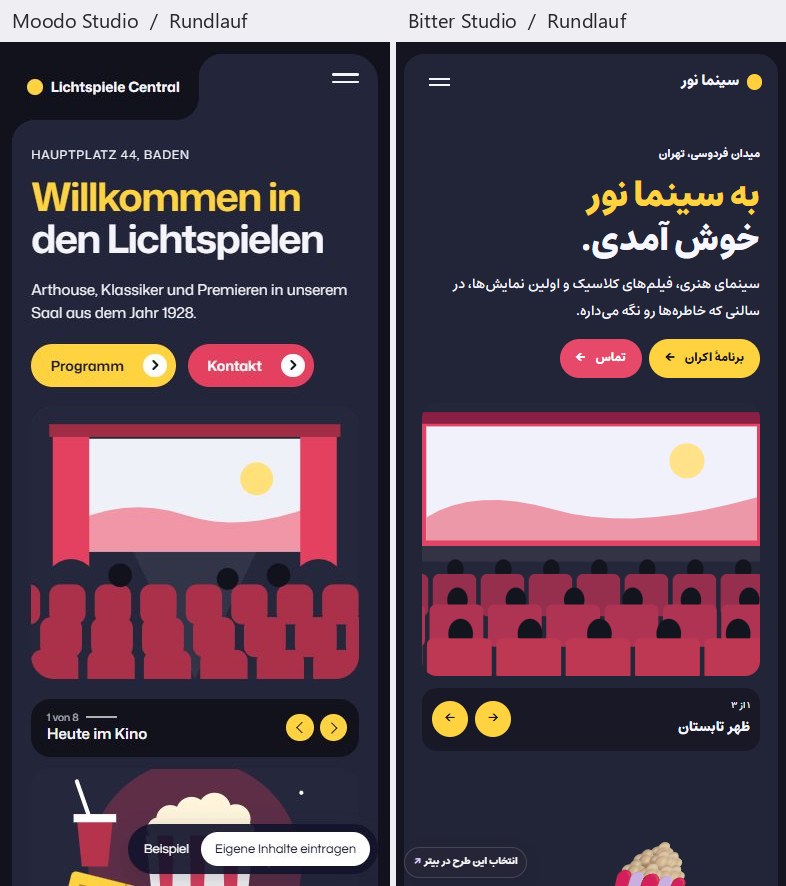 Moodo Studio / Rundlauf
Lichtspiele Central
HAUPTPLATZ 44, BADEN
Willkommen in
den Lichtspielen
Arthouse, Klassiker und Premieren in unserem
Saal aus dem Jahr 1928.
Programm
Kontakt
1 von 8
Heute im Kino
Beispiel
Eigene Inhalte eintragen
Bitter Studio / Rundlauf
سینما نور
میدان فردوسی، تهران
به سینما نور
خوش آمدی.
سینمای هنری، فیلم‌های کلاسیک و اولین نمایش‌ها، در
سالنی که خاطره‌ها رو نگه می‌داره.
برنامهٔ اکران ←
تماس ←
۱ از ۳
ظهر تابستان
← →
انتخاب این طرح در بیتر ↗